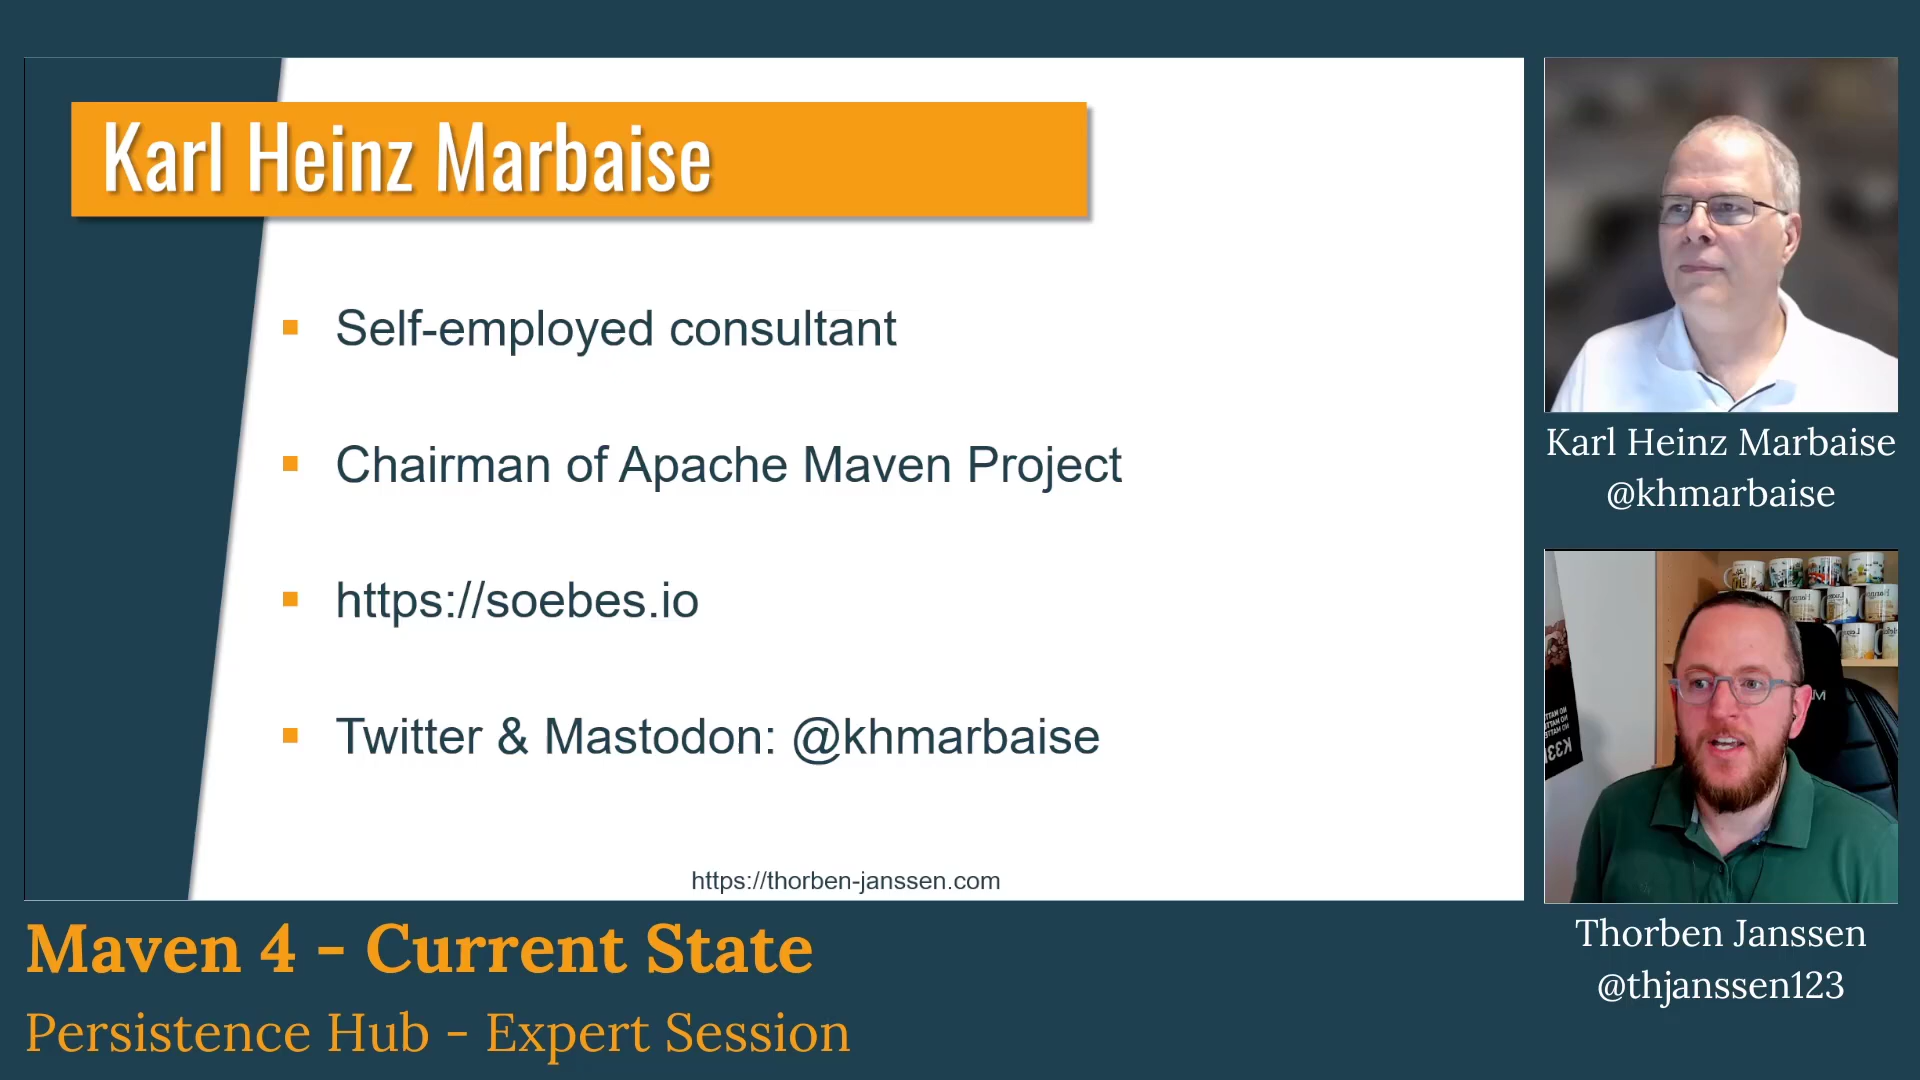 Karl Heinz Marbaise
Self-employed consultant
Chairman of Apache Maven Project
https://soebes.io
Twitter & Mastodon: @khmarbaise
https://thorben-janssen.com
Karl Heinz Marbaise
@khmarbaise
Thorben Janssen
@thjanssen123
Maven 4 - Current State
Persistence Hub - Expert Session